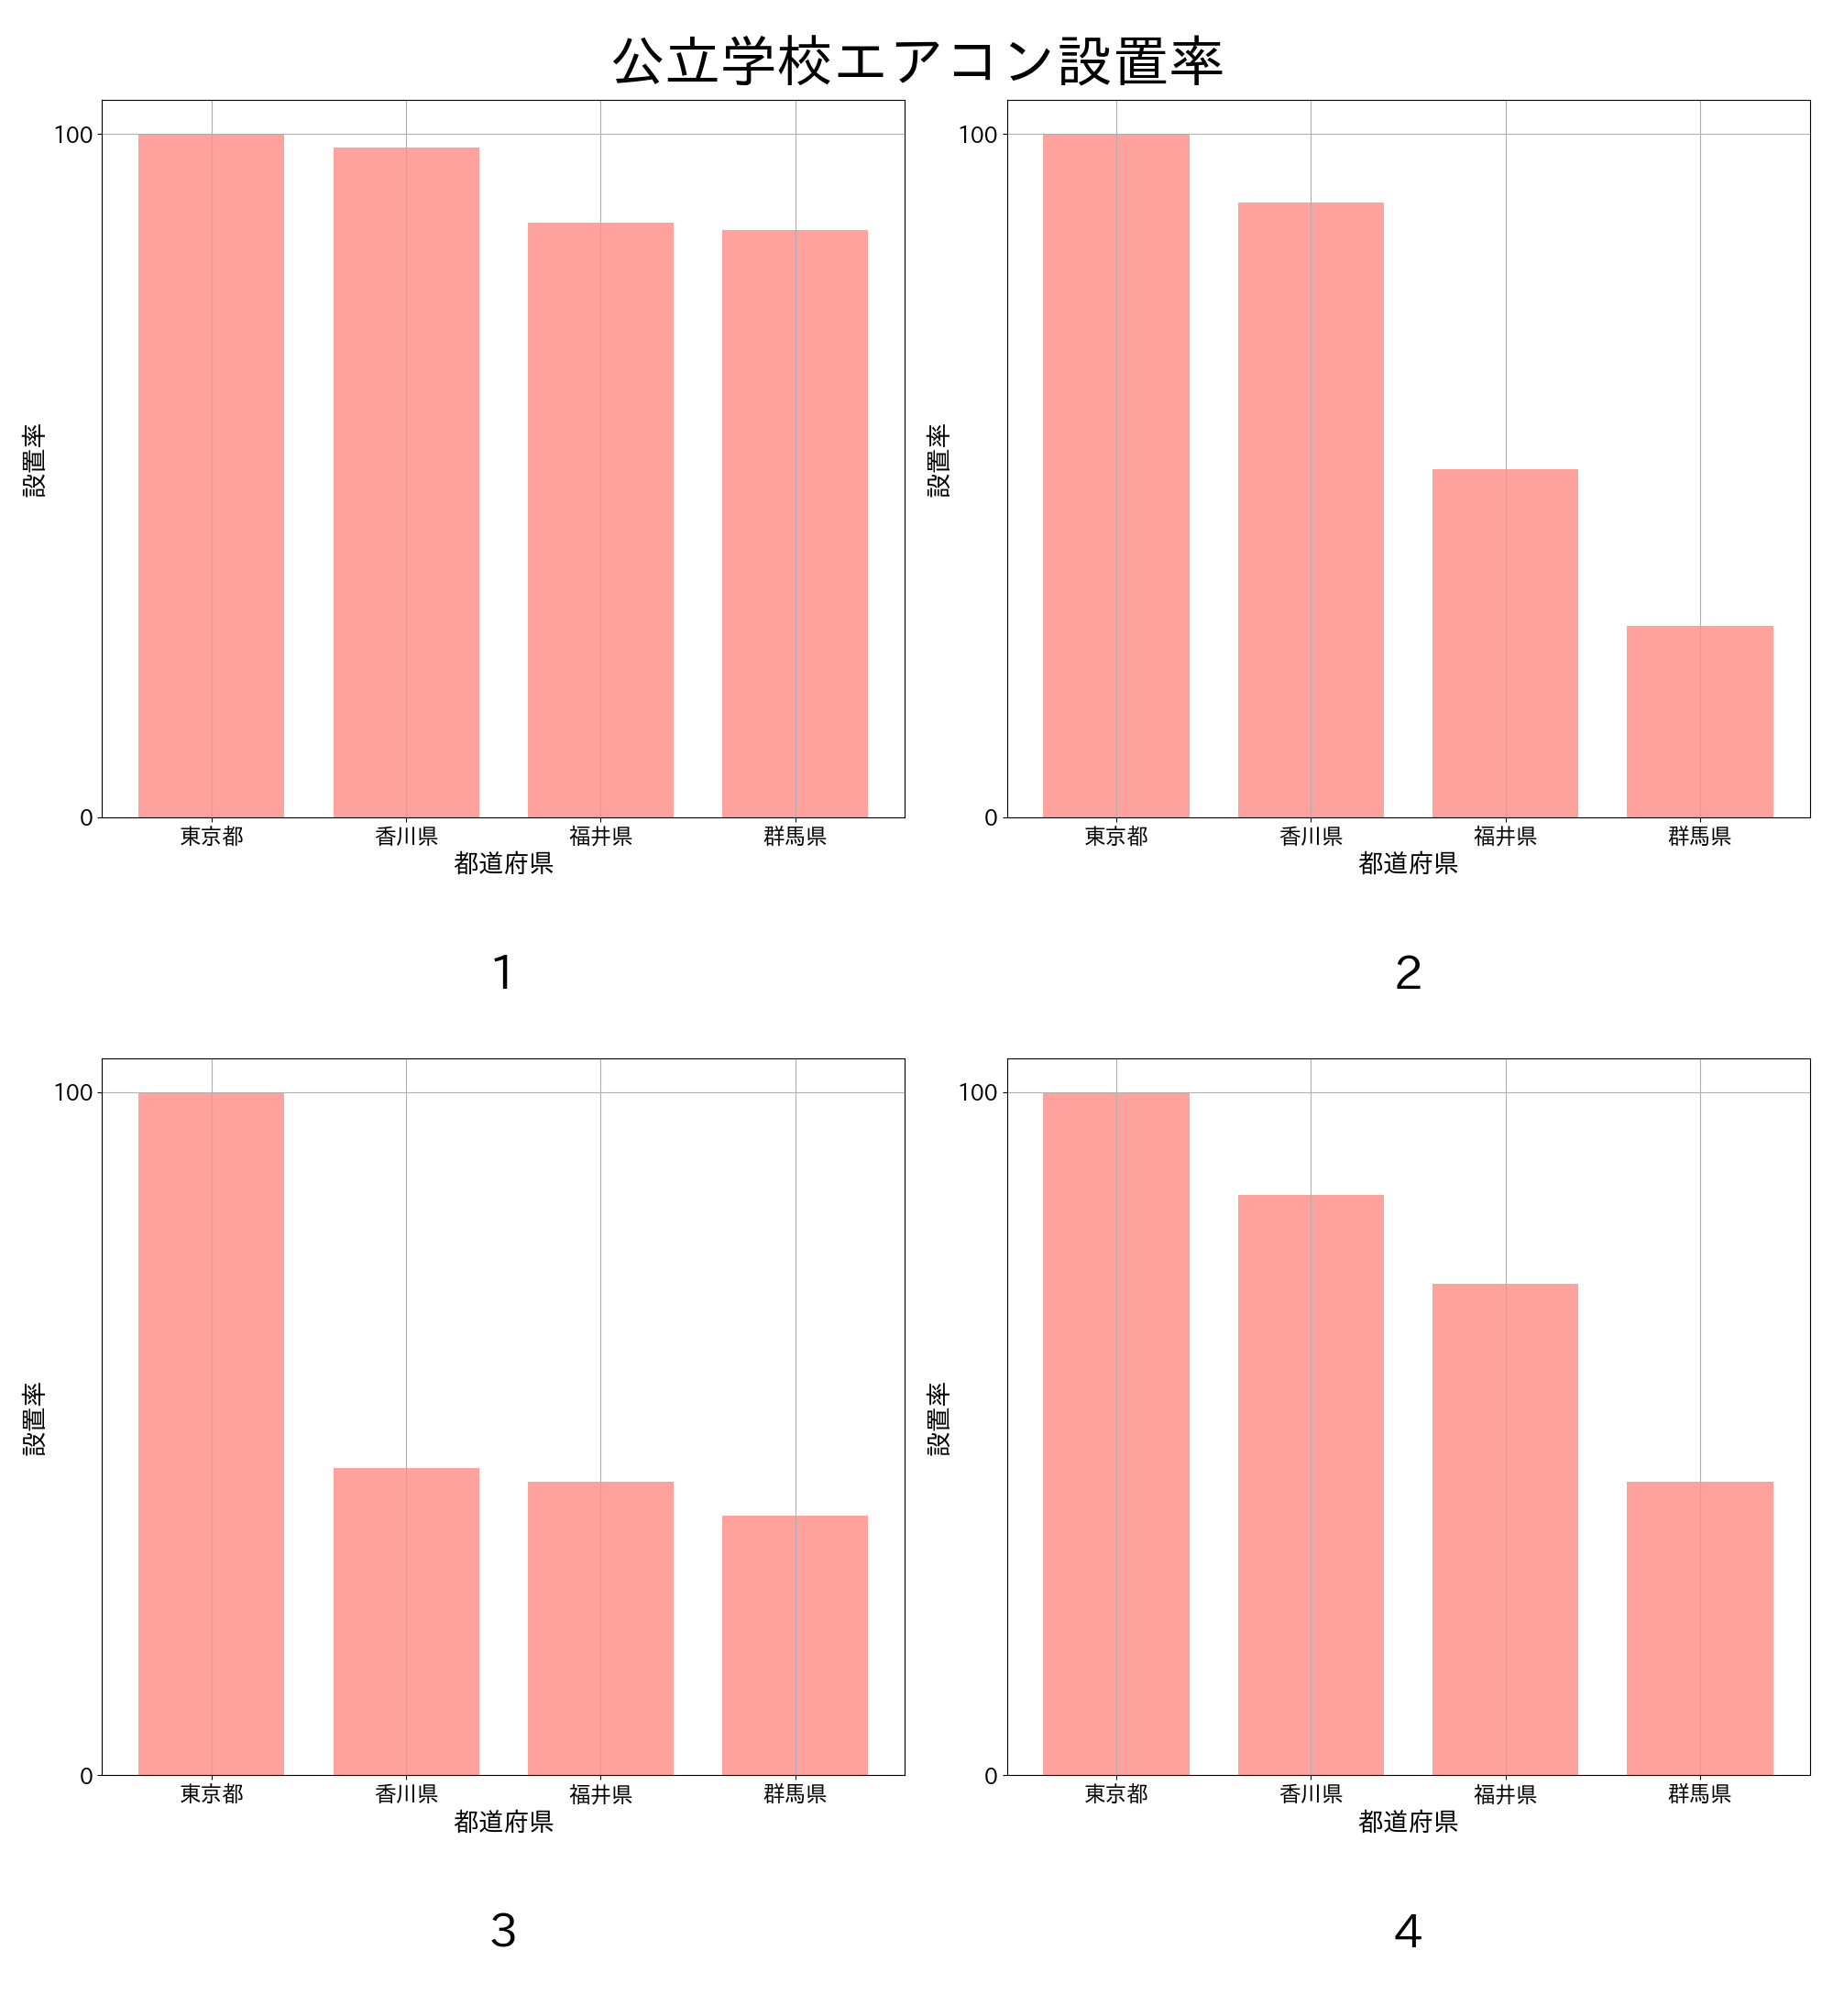 公立学校エアコン設置率
100
設置率
0
東京都 香川県 福井県 群馬県
都道府県
1
100
設置率
0
東京都 香川県 福井県 群馬県
都道府県
2
100
設置率
0
東京都 香川県 福井県 群馬県
都道府県
3
100
設置率
0
東京都 香川県 福井県 群馬県
都道府県
4